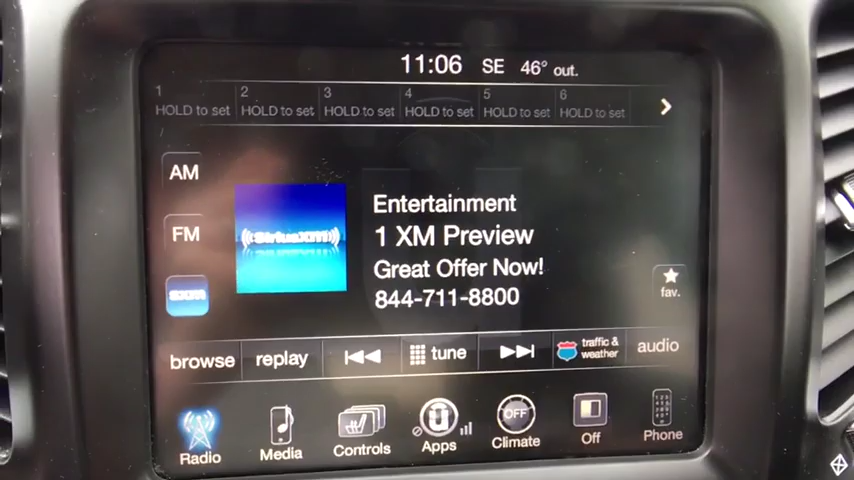 11:06 SE 46° out.
1 2 3 4 5 6
HOLD to set HOLD to set HOLD to set HOLD to set HOLD to set HOLD to set
AM
FM
sxm
((SiriusXM))
Entertainment
1 XM Preview
Great Offer Now!
844-711-8800
fav.
browse replay tune traffic & weather audio
Radio Media Controls U Apps OFF Climate Off Phone